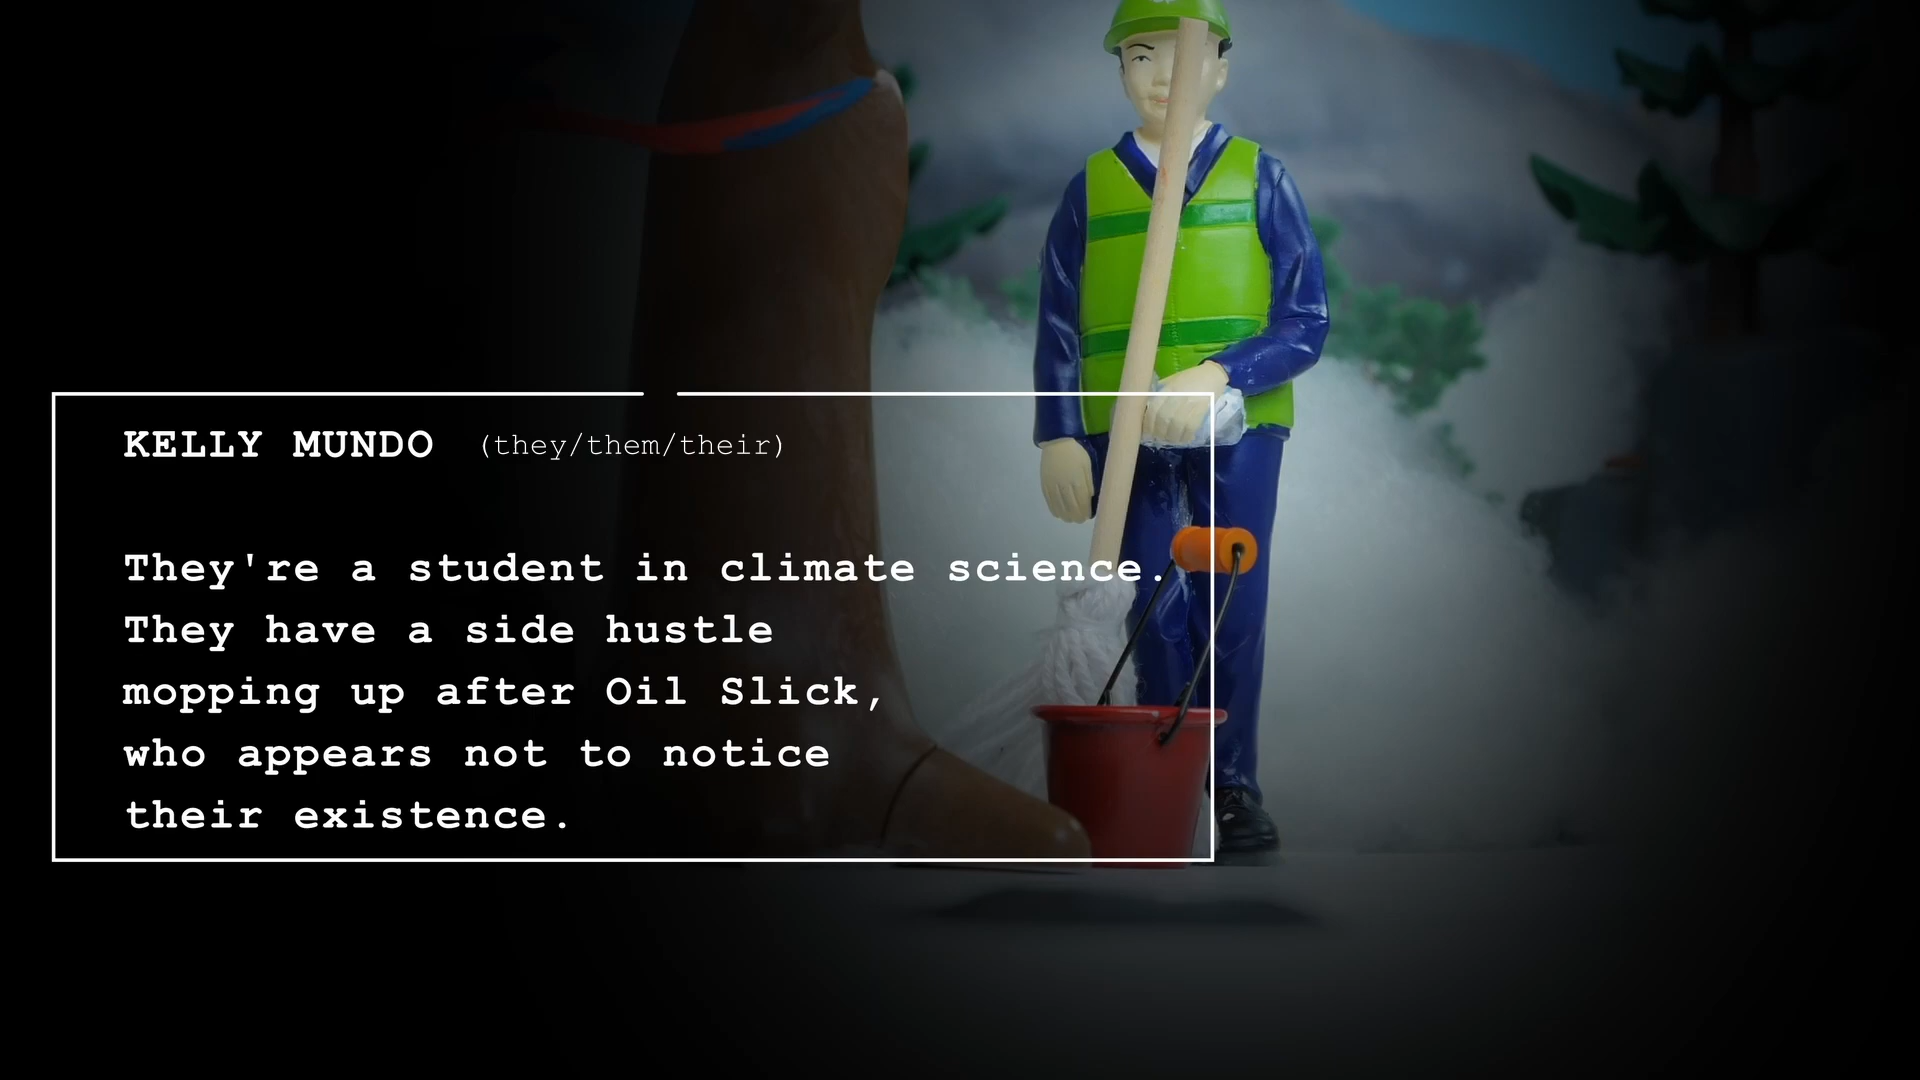 KELLY MUNDO (they/them/their)
They're a student in climate science.
They have a side hustle
mopping up after Oil Slick,
who appears not to notice
their existence.